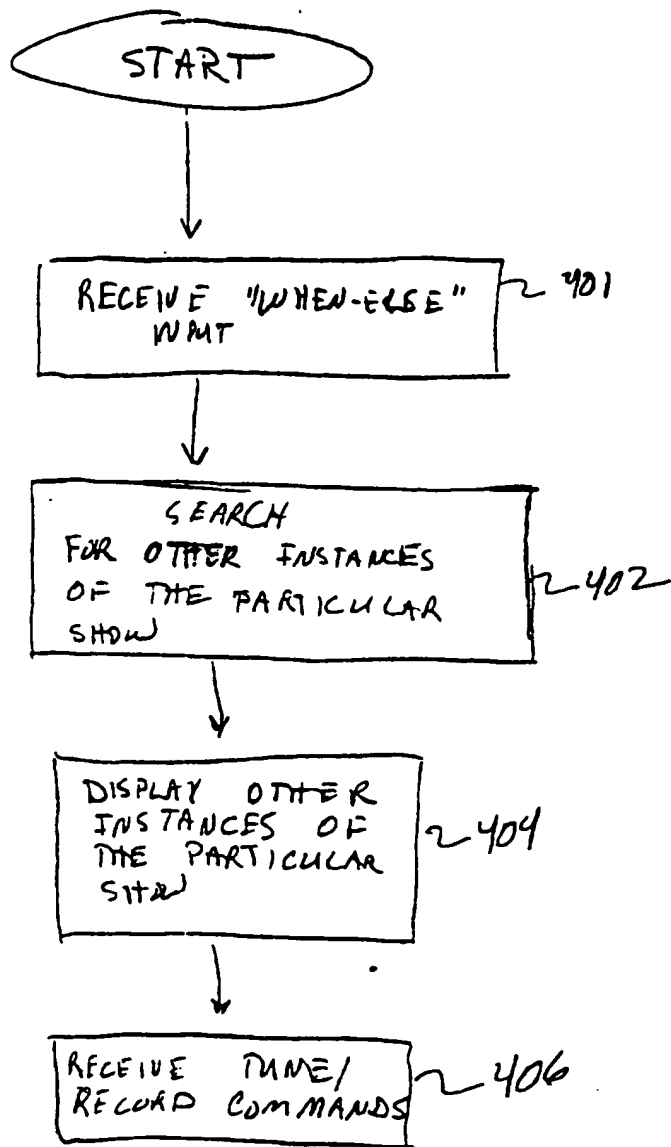 START
RECEIVE "WHEN-ELSE"
INPUT
401
SEARCH
FOR OTHER INSTANCES
OF THE PARTICULAR
SHOW
402
DISPLAY OTHER
INSTANCES OF
THE PARTICULAR
SHOW
404
RECEIVE TUNE/
RECORD COMMANDS
406